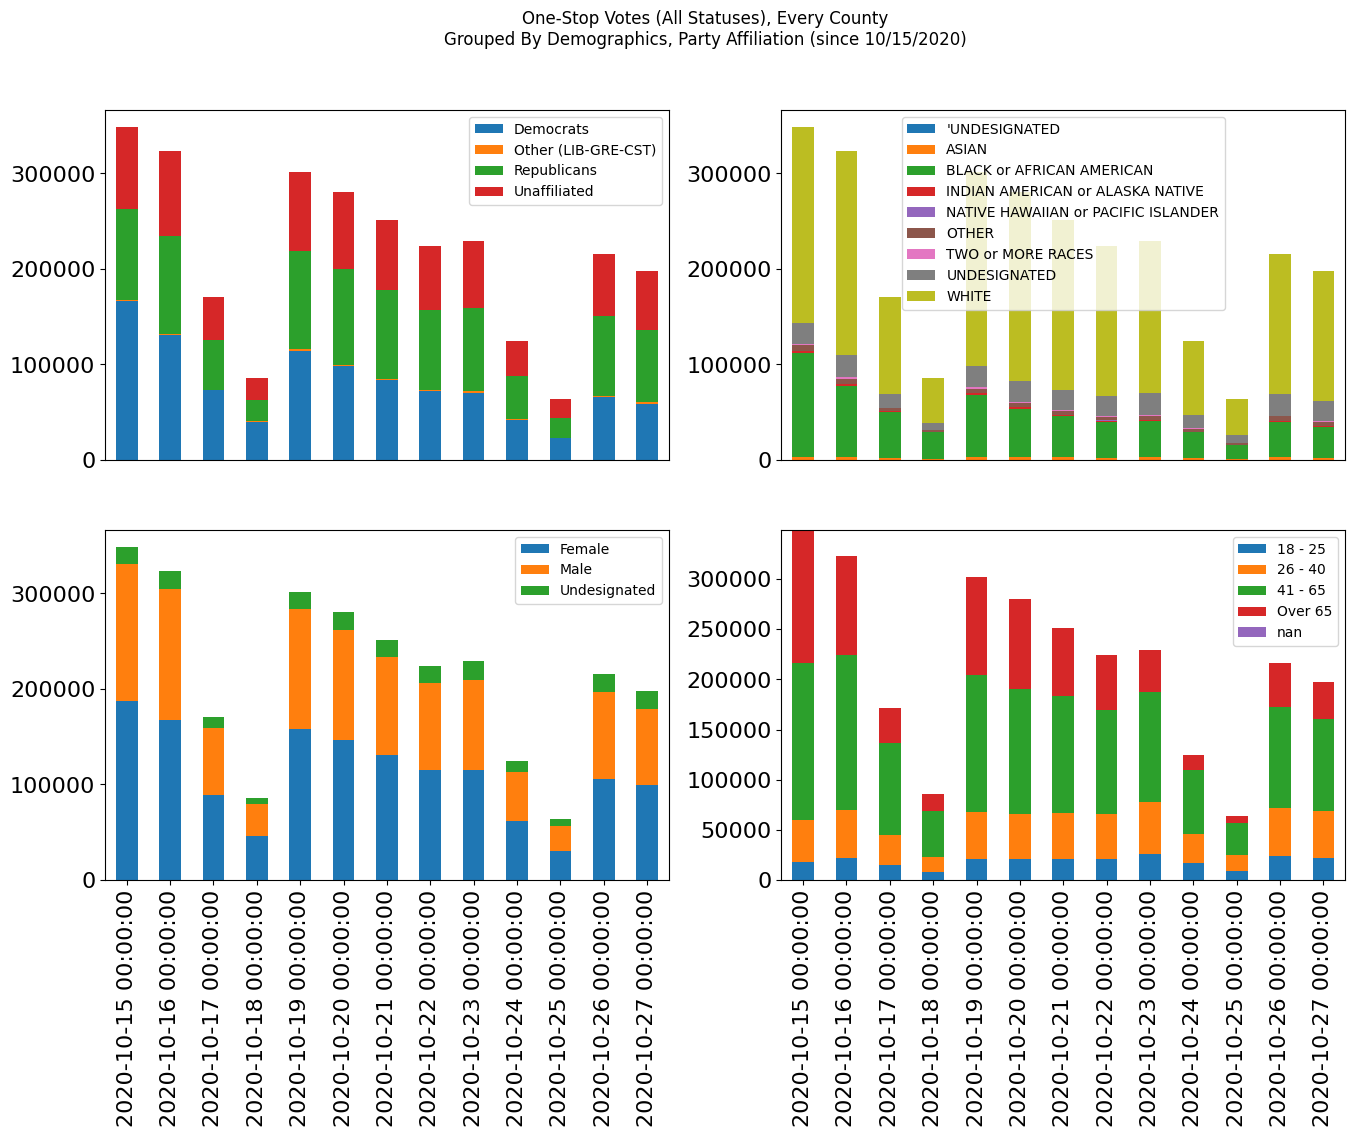 One-Stop Votes (All Statuses), Every County
Grouped By Demographics, Party Affiliation (since 10/15/2020)
300000
200000
100000
0
Democrats
Other (LIB-GRE-CST)
Republicans
Unaffiliated
300000
200000
100000
0
'UNDESIGNATED
ASIAN
BLACK or AFRICAN AMERICAN
INDIAN AMERICAN or ALASKA NATIVE
NATIVE HAWAIIAN or PACIFIC ISLANDER
OTHER
TWO or MORE RACES
UNDESIGNATED
WHITE
300000
200000
100000
0
Female
Male
Undesignated
2020-10-15 00:00:00
2020-10-16 00:00:00
2020-10-17 00:00:00
2020-10-18 00:00:00
2020-10-19 00:00:00
2020-10-20 00:00:00
2020-10-21 00:00:00
2020-10-22 00:00:00
2020-10-23 00:00:00
2020-10-24 00:00:00
2020-10-25 00:00:00
2020-10-26 00:00:00
2020-10-27 00:00:00
300000
250000
200000
150000
100000
50000
0
18 - 25
26 - 40
41 - 65
Over 65
nan
2020-10-15 00:00:00
2020-10-16 00:00:00
2020-10-17 00:00:00
2020-10-18 00:00:00
2020-10-19 00:00:00
2020-10-20 00:00:00
2020-10-21 00:00:00
2020-10-22 00:00:00
2020-10-23 00:00:00
2020-10-24 00:00:00
2020-10-25 00:00:00
2020-10-26 00:00:00
2020-10-27 00:00:00